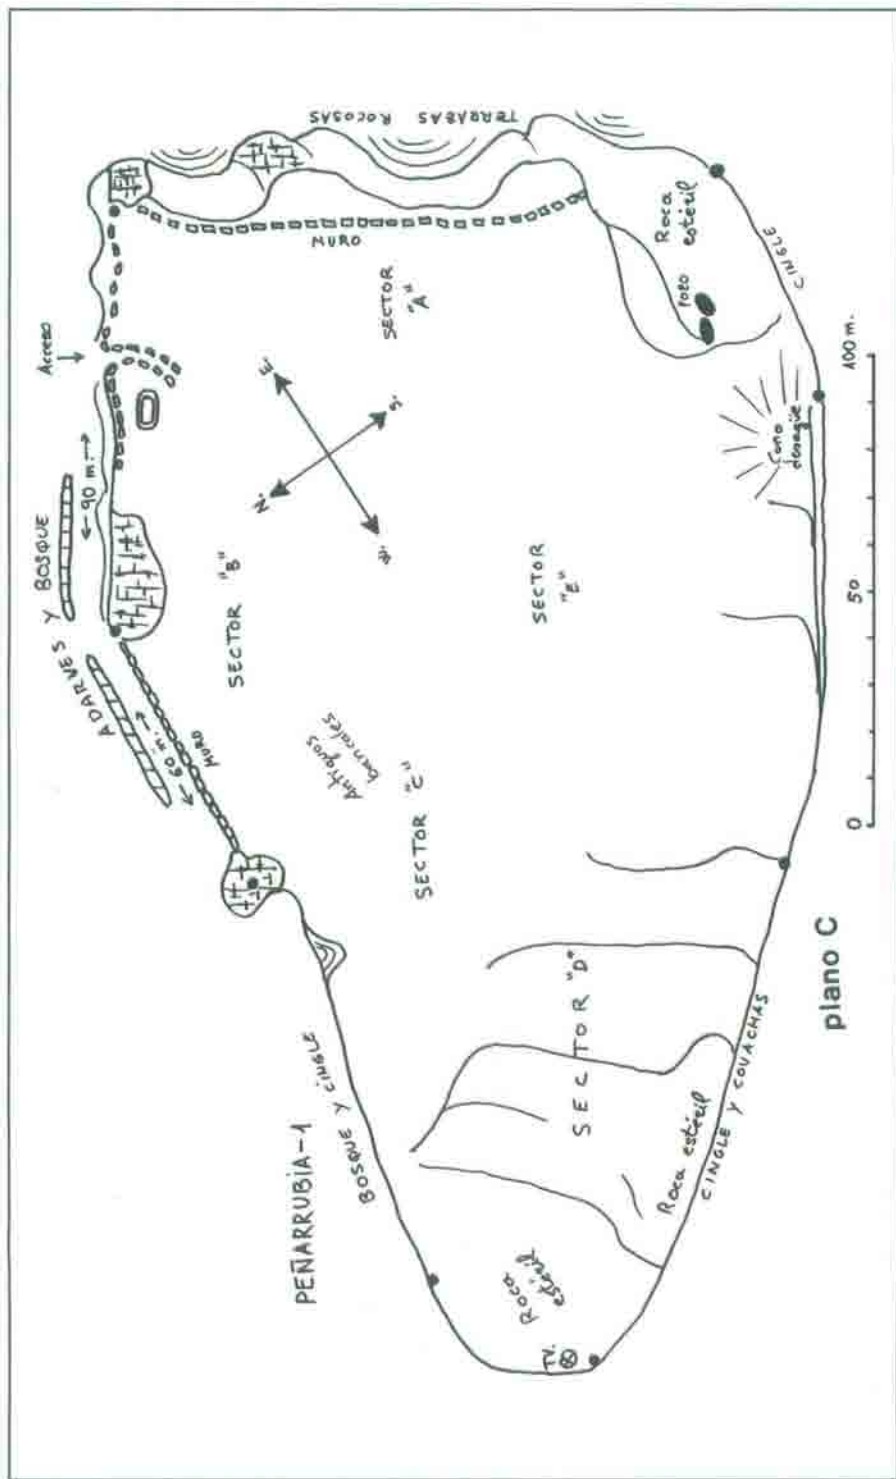 PEÑARRUBIA-1
BOSQUE Y CINGLE
ADARVES Y BOSQUE
60 m.
MURO
90 m.
Acceso
TERRAZAS ROCOSAS
MURO
SECTOR
"A"
SECTOR "B"
Antiguos
bancales
SECTOR "C"
SECTOR "D"
SECTOR
"E"
N.
E.
S.
W.
Roca
estéril
POZO
CINGLE
Cono
desagüe
Roca estéril
CINGLE Y COVACHAS
Roca
estéril
TV.
0
50
100 m.
plano C